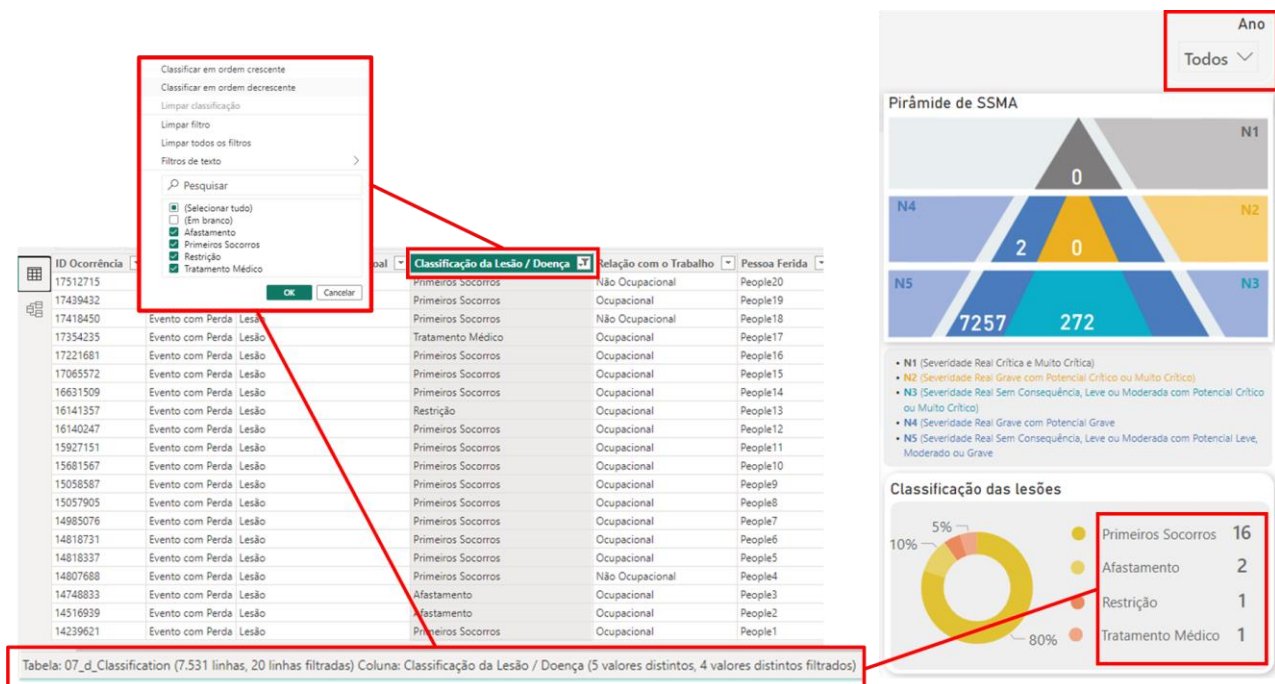 Classificar em ordem crescente
Classificar em ordem decrescente
Limpar classificação
Limpar filtro
Limpar todos os filtros
Filtros de texto
Pesquisar
(Selecionar tudo)
(Em branco)
Afastamento
Primeiros Socorros
Restrição
Tratamento Médico
OK Cancelar
ID Ocorrência Classificação da Lesão / Doença Relação com o Trabalho Pessoa Ferida
17512715 Primeiros Socorros Não Ocupacional People20
17439432 Primeiros Socorros Ocupacional People19
17418450 Evento com Perda Lesão Primeiros Socorros Não Ocupacional People18
17354235 Evento com Perda Lesão Tratamento Médico Ocupacional People17
17221681 Evento com Perda Lesão Primeiros Socorros Ocupacional People16
17065572 Evento com Perda Lesão Primeiros Socorros Ocupacional People15
16631509 Evento com Perda Lesão Primeiros Socorros Ocupacional People14
16141357 Evento com Perda Lesão Restrição Ocupacional People13
16140247 Evento com Perda Lesão Primeiros Socorros Ocupacional People12
15927151 Evento com Perda Lesão Primeiros Socorros Ocupacional People11
15681567 Evento com Perda Lesão Primeiros Socorros Ocupacional People10
15058587 Evento com Perda Lesão Primeiros Socorros Ocupacional People9
15057905 Evento com Perda Lesão Primeiros Socorros Ocupacional People8
14985076 Evento com Perda Lesão Primeiros Socorros Ocupacional People7
14818731 Evento com Perda Lesão Primeiros Socorros Ocupacional People6
14818337 Evento com Perda Lesão Primeiros Socorros Ocupacional People5
14807688 Evento com Perda Lesão Primeiros Socorros Não Ocupacional People4
14748833 Evento com Perda Lesão Afastamento Ocupacional People3
14516939 Evento com Perda Lesão Afastamento Ocupacional People2
14239621 Evento com Perda Lesão Primeiros Socorros Ocupacional People1
Tabela: 07_d_Classification (7.531 linhas, 20 linhas filtradas) Coluna: Classificação da Lesão / Doença (5 valores distintos, 4 valores distintos filtrados)
Ano
Todos
Pirâmide de SSMA
N1
0
N4 N2
2 0
N5 N3
7257 272
• N1 (Severidade Real Crítica e Muito Crítica)
• N2 (Severidade Real Grave com Potencial Crítico ou Muito Crítico)
• N3 (Severidade Real Sem Consequência, Leve ou Moderada com Potencial Crítico
ou Muito Crítico)
• N4 (Severidade Real Grave com Potencial Grave
• N5 (Severidade Real Sem Consequência, Leve ou Moderada com Potencial Leve,
Moderado ou Grave
Classificação das lesões
5%
10%
80%
Primeiros Socorros 16
Afastamento 2
Restrição 1
Tratamento Médico 1